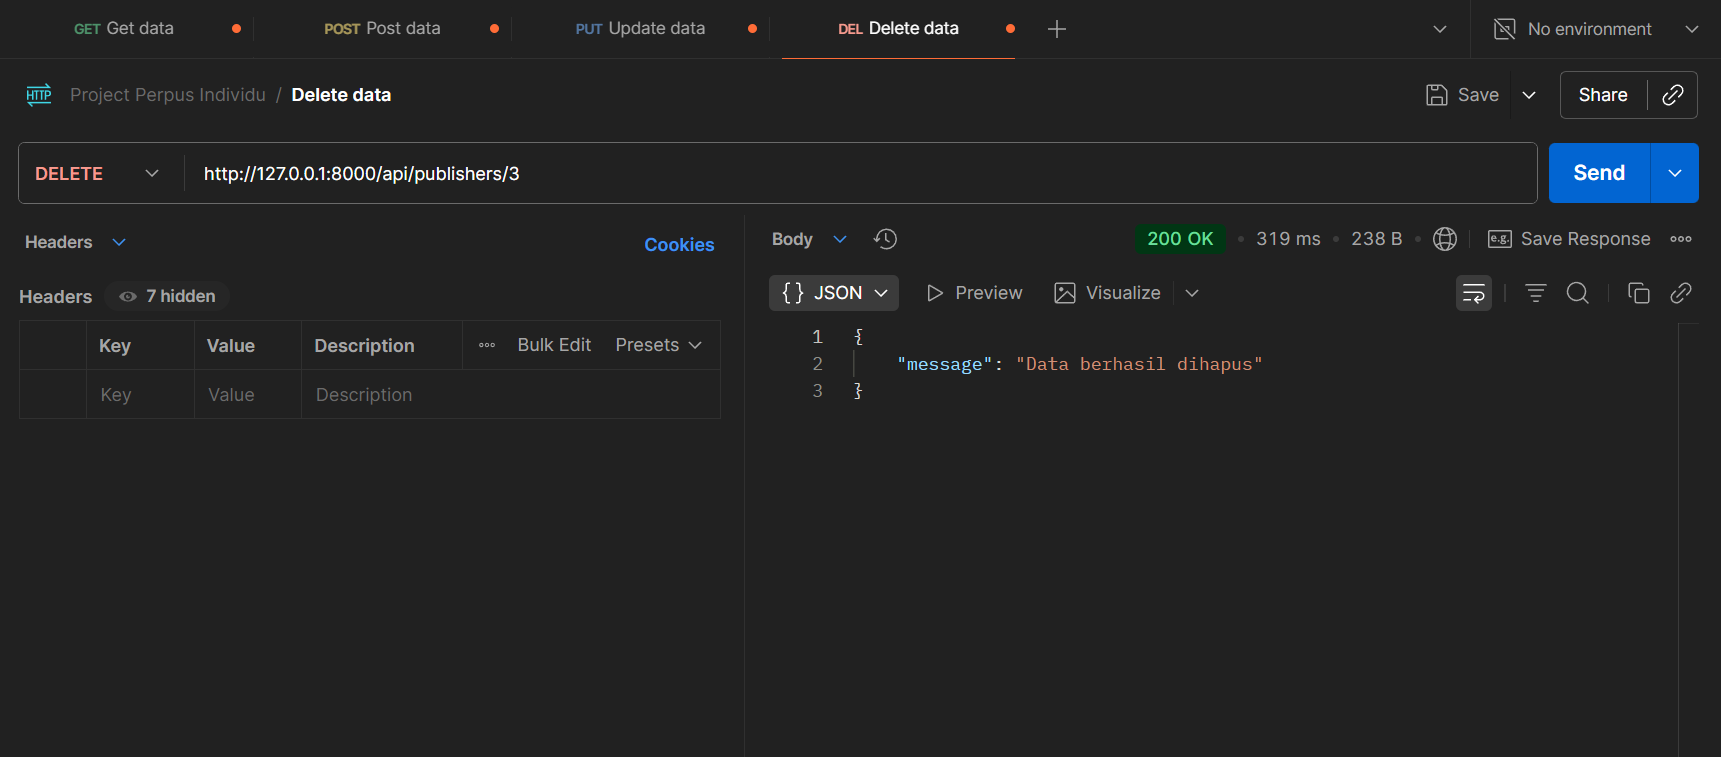 GET Get data POST Post data PUT Update data DEL Delete data No environment
HTTP Project Perpus Individu / Delete data Save Share
DELETE http://127.0.0.1:8000/api/publishers/3 Send
Headers Cookies
Headers 7 hidden
Key Value Description Bulk Edit Presets
Key Value Description
Body 200 OK 319 ms 238 B e.g. Save Response
{} JSON Preview Visualize
1 {
2 "message": "Data berhasil dihapus"
3 }